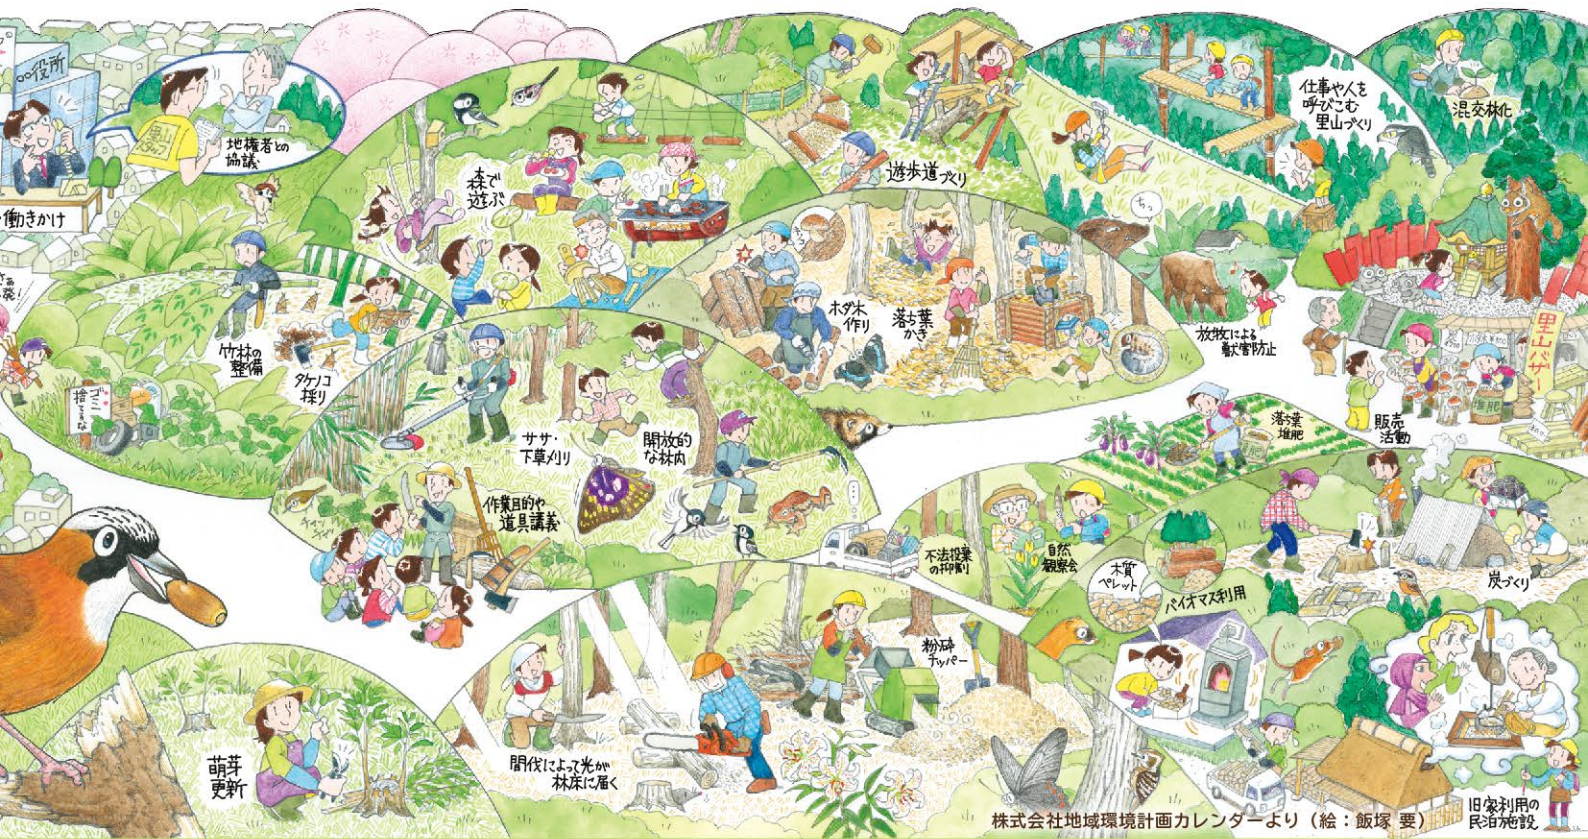 ○○役所
里山
スタッフ
地権者との
協議
働きかけ
森で
遊ぶ
遊歩道づくり
仕事や人を
呼びこむ
里山づくり
混交林化
竹林の
整備
タケノコ
採り
ゴミ
捨てるな
ホダ木
作り
落ち葉
かき
放牧による
獣害防止
里山バザー
販売
活動
落ち葉
堆肥
ササ・
下草刈り
開放的
な林内
作業目的や
道具講義
不法投棄
の抑制
自然
観察会
木質
ペレット
バイオマス利用
炭づくり
萌芽
更新
間伐によって光が
林床に届く
粉砕
チッパー
旧家利用の
民泊施設
株式会社地域環境計画カレンダーより（絵：飯塚 要）